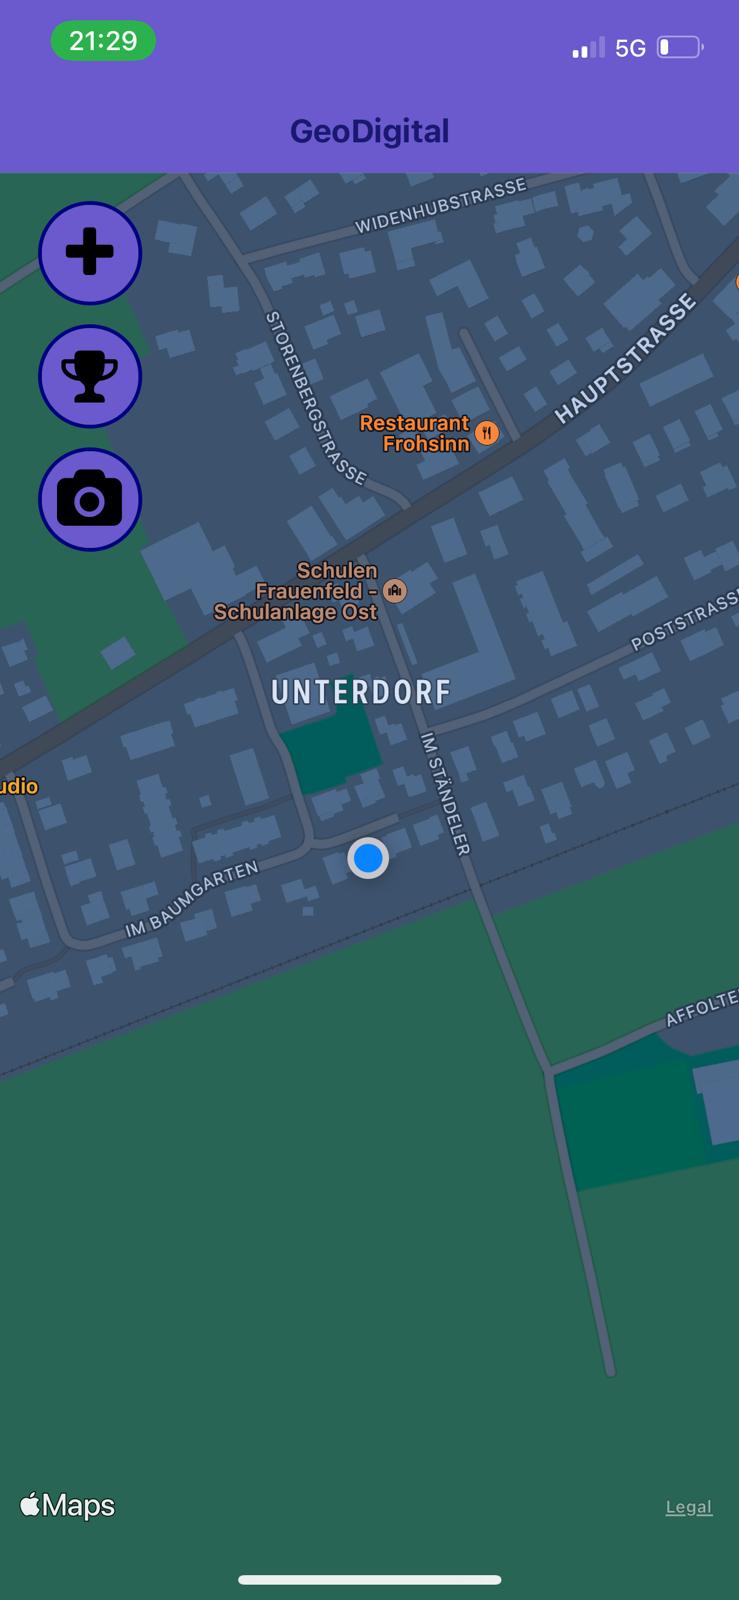 21:29
5G
GeoDigital
WIDENHUBSTRASSE
STORENBERGSTRASSE
HAUPTSTRASSE
Restaurant
Frohsinn
Schulen
Frauenfeld -
Schulanlage Ost
POSTSTRASSE
UNTERDORF
IM STÄNDELER
udio
IM BAUMGARTEN
AFFOLTE
Maps
Legal